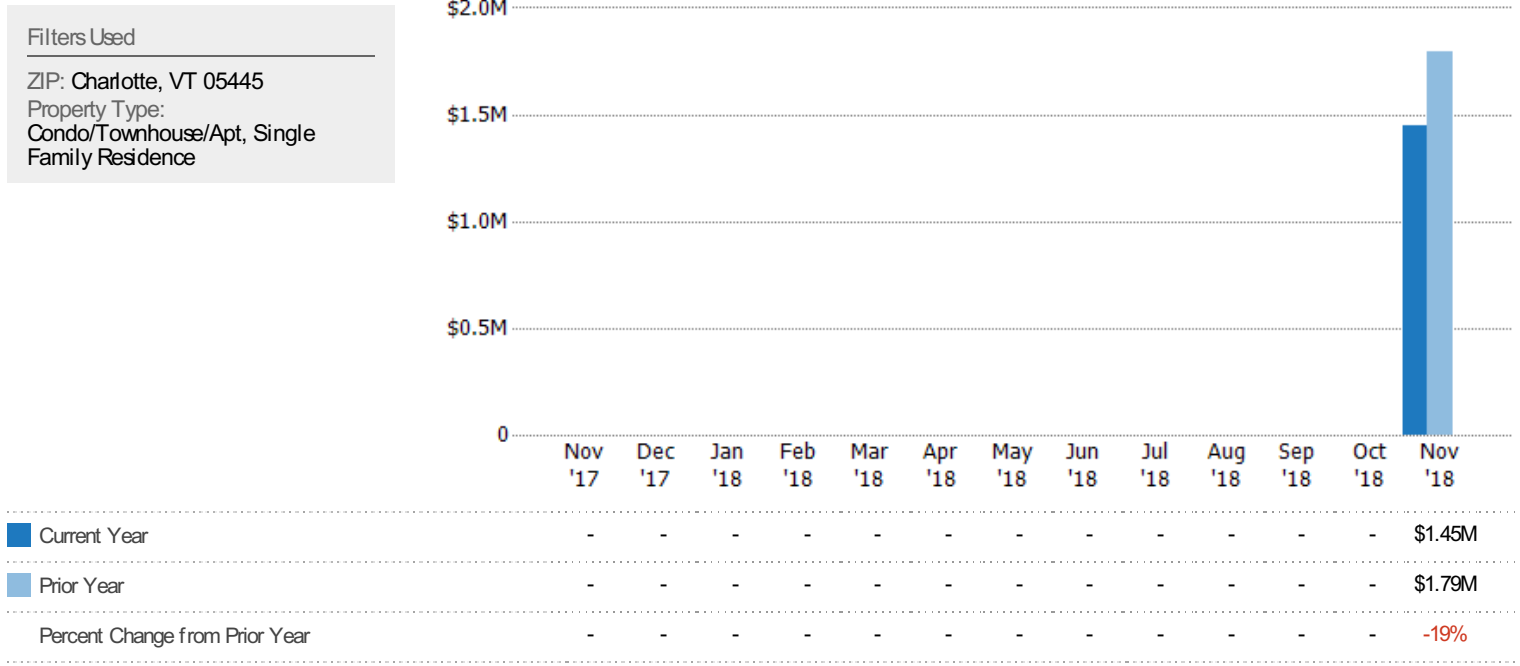 Filters Used
ZIP: Charlotte, VT 05445
Property Type:
Condo/Townhouse/Apt, Single
Family Residence
$2.0M
$1.5M
$1.0M
$0.5M
0
Nov Dec Jan Feb Mar Apr May Jun Jul Aug Sep Oct Nov
'17 '17 '18 '18 '18 '18 '18 '18 '18 '18 '18 '18 '18
Current Year - - - - - - - - - - - - $1.45M
Prior Year - - - - - - - - - - - - $1.79M
Percent Change from Prior Year - - - - - - - - - - - - -19%